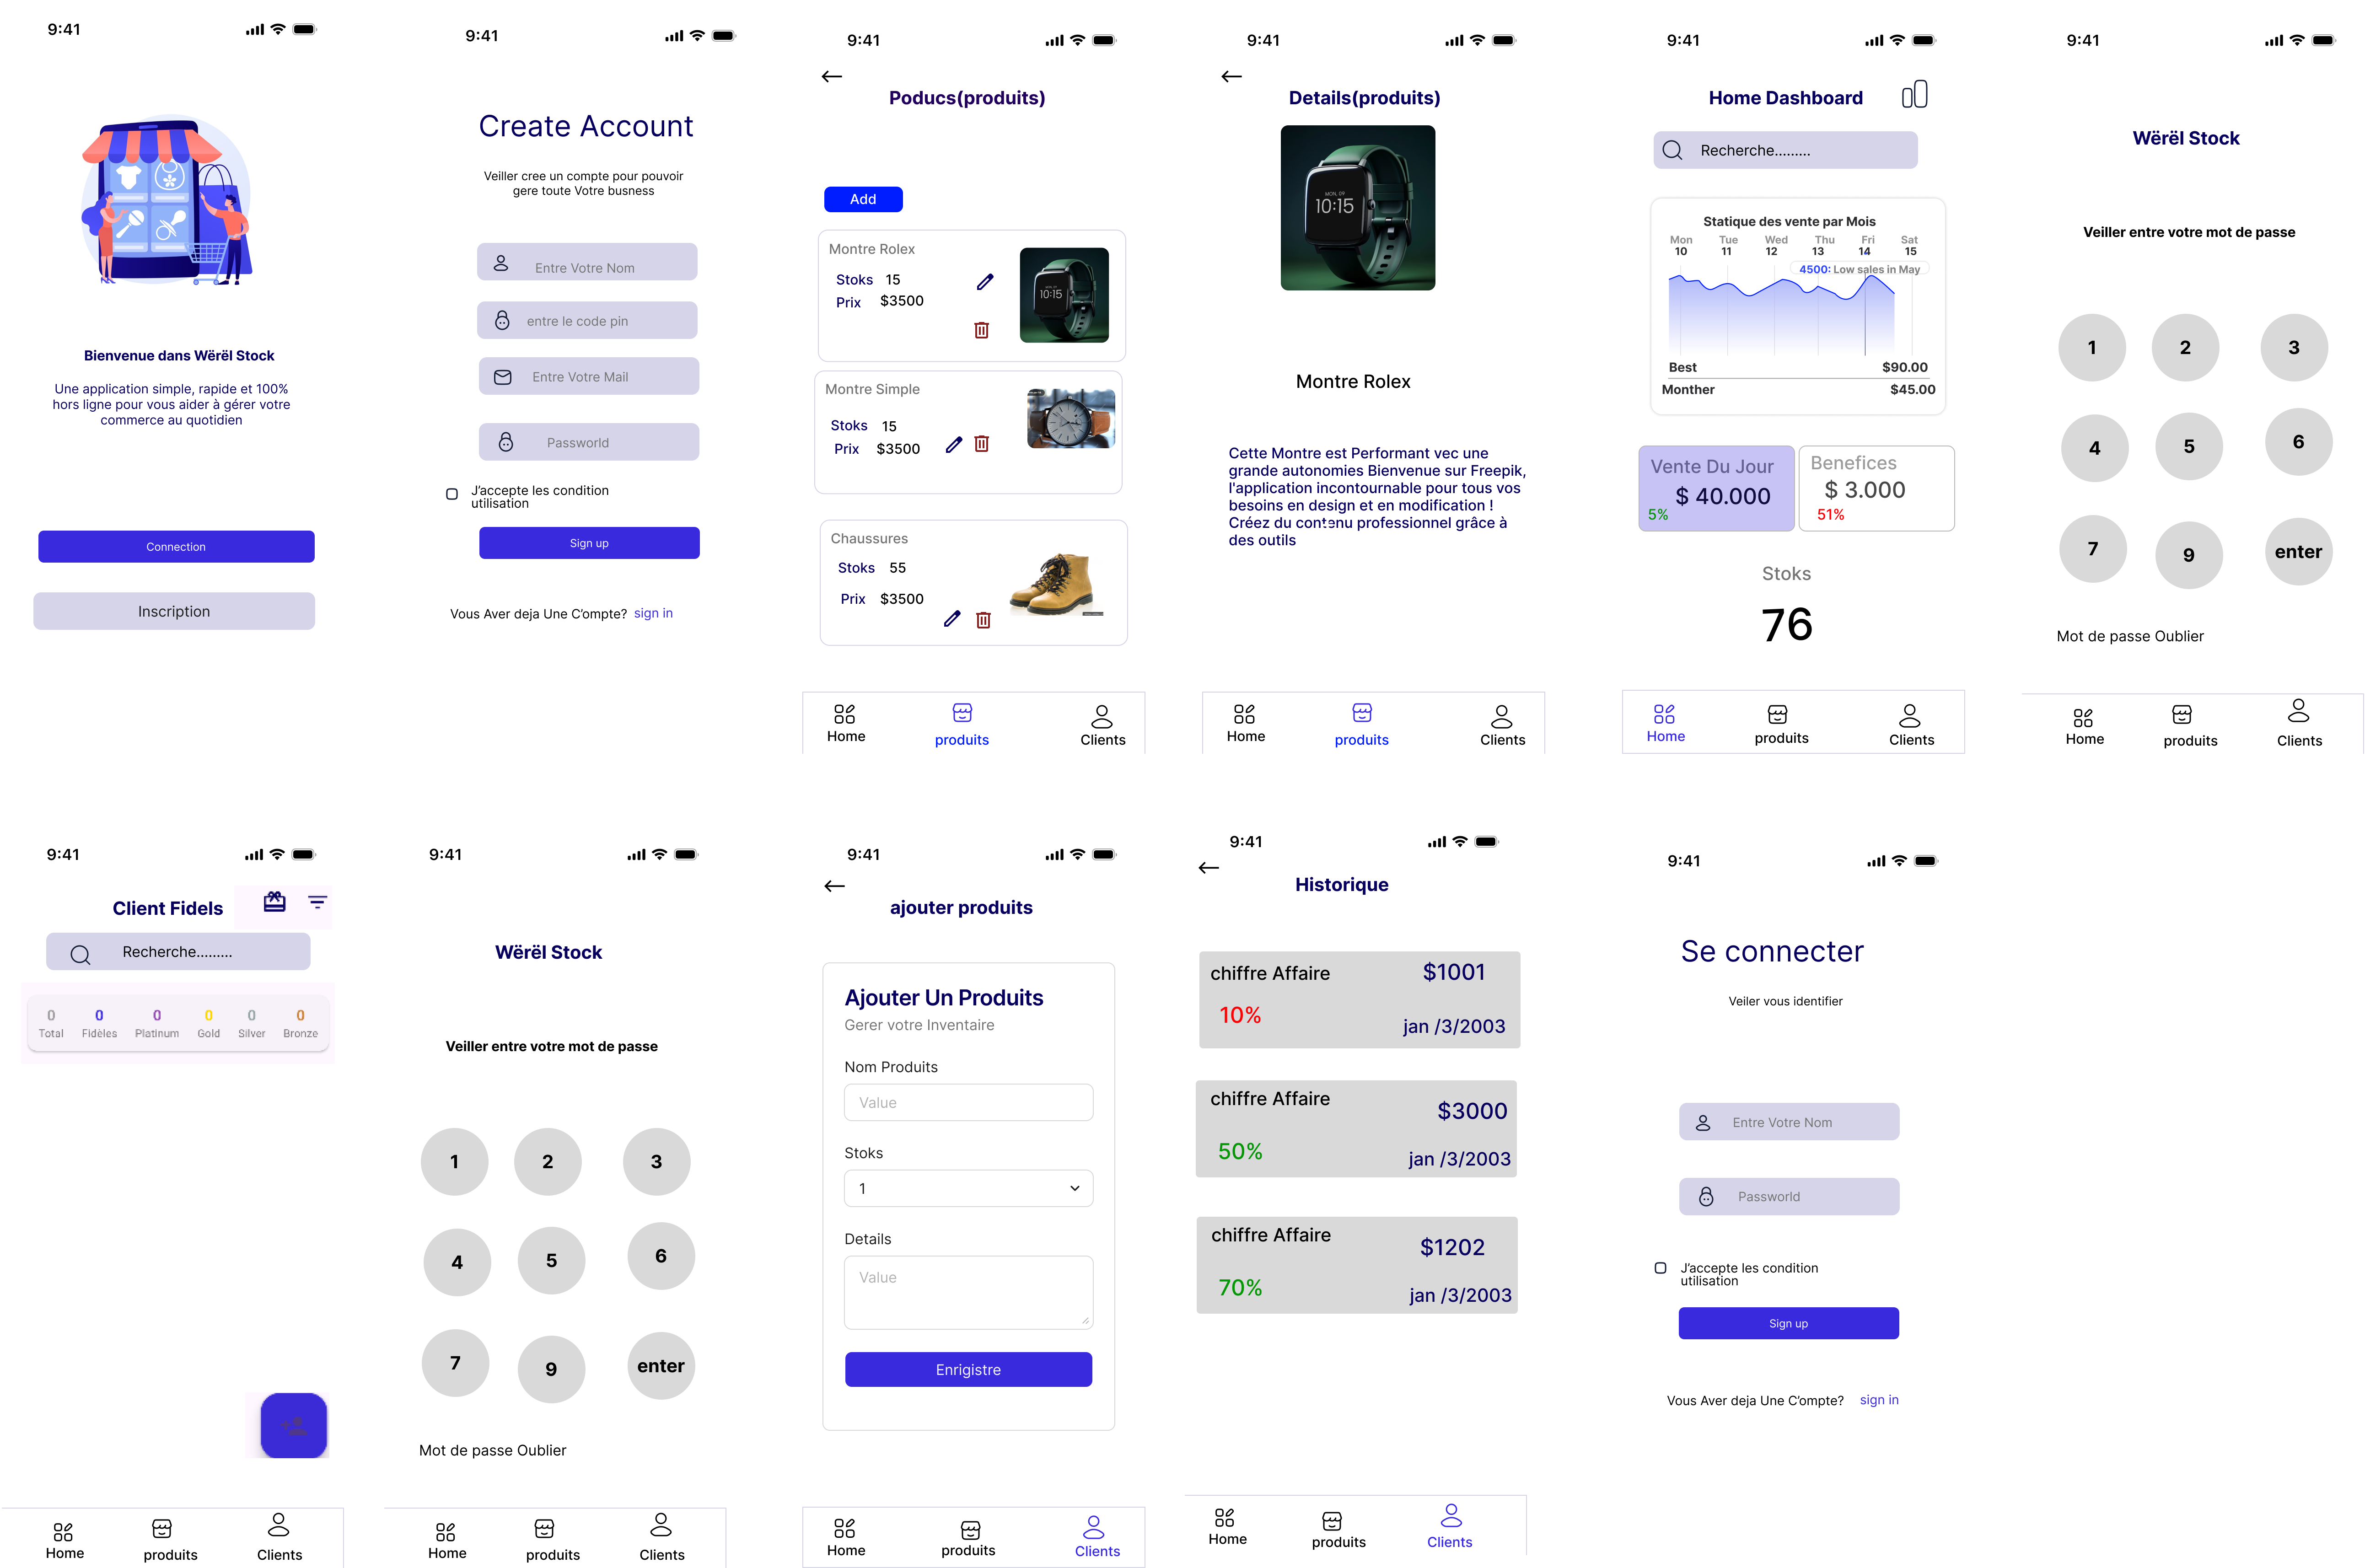 9:41
Bienvenue dans Wërël Stock
Une application simple, rapide et 100%
hors ligne pour vous aider à gérer votre
commerce au quotidien
Connection
Inscription
9:41
Create Account
Veiller cree un compte pour pouvoir
gere toute Votre busness
Entre Votre Nom
entre le code pin
Entre Votre Mail
Passworld
J'accepte les condition
utilisation
Sign up
Vous Aver deja Une C'ompte? sign in
9:41
Poducs(produits)
Add
Montre Rolex
Stoks 15
Prix $3500
10:15
Montre Simple
Stoks 15
Prix $3500
Chaussures
Stoks 55
Prix $3500
Home produits Clients
9:41
Details(produits)
MON, 09
10:15
Montre Rolex
Cette Montre est Performant vec une
grande autonomies Bienvenue sur Freepik,
l'application incontournable pour tous vos
besoins en design et en modification !
Créez du contenu professionnel grâce à
des outils
Home produits Clients
9:41
Home Dashboard
Recherche.........
Statique des vente par Mois
Mon Tue Wed Thu Fri Sat
10 11 12 13 14 15
4500: Low sales in May
Best $90.00
Monther $45.00
Vente Du Jour
$ 40.000
5%
Benefices
$ 3.000
51%
Stoks
76
Home produits Clients
9:41
Wërël Stock
Veiller entre votre mot de passe
1 2 3
4 5 6
7 9 enter
Mot de passe Oublier
Home produits Clients
9:41
Client Fidels
Recherche.........
0 0 0 0 0 0
Total Fidèles Platinum Gold Silver Bronze
Home produits Clients
9:41
Wërël Stock
Veiller entre votre mot de passe
1 2 3
4 5 6
7 9 enter
Mot de passe Oublier
Home produits Clients
9:41
ajouter produits
Ajouter Un Produits
Gerer votre Inventaire
Nom Produits
Value
Stoks
1
Details
Value
Enrigistre
Home produits Clients
9:41
Historique
chiffre Affaire $1001
10% jan /3/2003
chiffre Affaire $3000
50% jan /3/2003
chiffre Affaire $1202
70% jan /3/2003
Home produits Clients
9:41
Se connecter
Veiler vous identifier
Entre Votre Nom
Passworld
J'accepte les condition
utilisation
Sign up
Vous Aver deja Une C'ompte? sign in